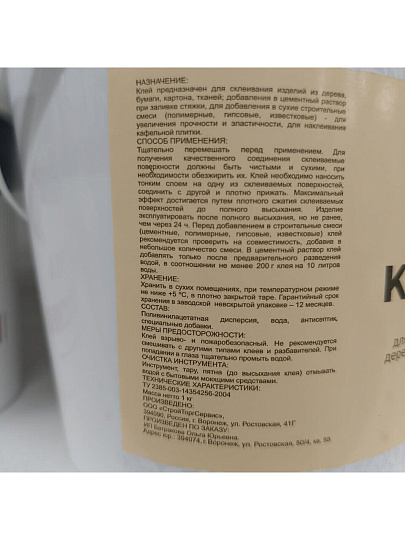 НАЗНАЧЕНИЕ:
Клей предназначен для склеивания изделий из дерева,
бумаги, картона, тканей; добавления в цементный раствор
при заливке стяжки, для добавления в сухие строительные
смеси (полимерные, гипсовые, известковые) - для
увеличения прочности и эластичности, для наклеивания
кафельной плитки.
СПОСОБ ПРИМЕНЕНИЯ:
Тщательно перемешать перед применением. Для
получения качественного соединения склеиваемые
поверхности должны быть чистыми и сухими, при
необходимости обезжирить их. Клей необходимо наносить
тонким слоем на одну из склеиваемых поверхностей,
соединить с другой и плотно прижать. Максимальный
эффект достигается путем плотного сжатия склеиваемых
поверхностей до полного высыхания. Изделие
эксплуатировать после полного высыхания, но не ранее,
чем через 24 ч. Перед добавлением в строительные смеси
(цементные, полимерные, гипсовые, известковые) клей
рекомендуется проверить на совместимость, добавив в
небольшое количество смеси. В цементный раствор клей
добавлять только после предварительного разведения
водой, в соотношении не менее 200 г клея на 10 литров
воды.
ХРАНЕНИЕ:
Хранить в сухих помещениях, при температурном режиме
не ниже +5 ºС, в плотно закрытой таре. Гарантийный срок
хранения в заводской невскрытой упаковке – 12 месяцев.
СОСТАВ:
Поливинилацетатная дисперсия, вода, антисептик,
специальные добавки.
МЕРЫ ПРЕДОСТОРОЖНОСТИ:
Клей взрыво- и пожаробезопасный. Не рекомендуется
смешивать с другими типами клеев и разбавителей. При
попадании в глаза тщательно промыть водой.
ОЧИСТКА ИНСТРУМЕНТА:
Инструмент, тару, пятна (до высыхания клея) отмывать
водой с бытовыми моющими средствами.
ТЕХНИЧЕСКИЕ ХАРАКТЕРИСТИКИ:
ТУ 2385-003-14354256-2004
Масса нетто 1 кг
ПРОИЗВЕДЕНО:
ООО «СтройТоргСервис»,
394090, Россия, г. Воронеж, ул. Ростовская, 41Г
ПРОИЗВЕДЕН ПО ЗАКАЗУ:
ИП Батракова Ольга Юрьевна
Адрес юр.: 394074, г. Воронеж, ул. Ростовская, 50/4, кв. 53
К
дл
дере